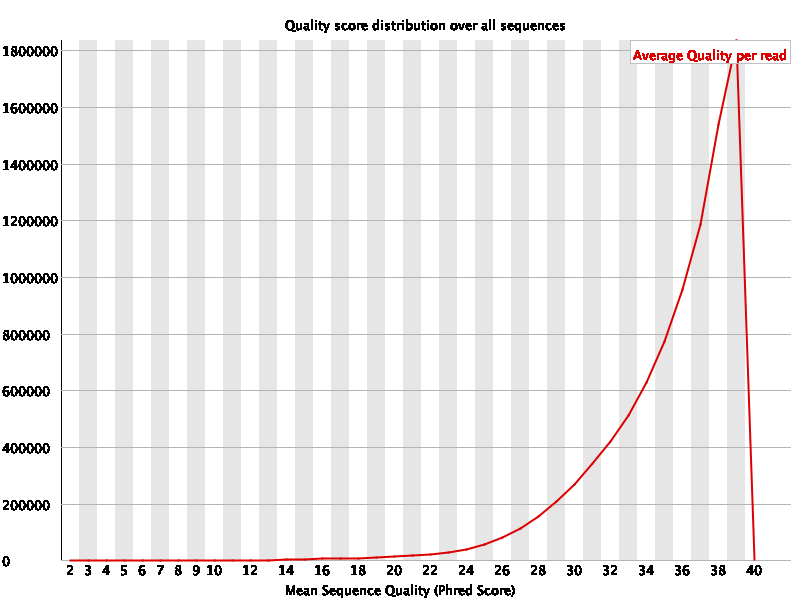 Quality score distribution over all sequences
Average Quality per read
1800000
1600000
1400000
1200000
1000000
800000
600000
400000
200000
0
2 3 4 5 6 7 8 9 10 12 14 16 18 20 22 24 26 28 30 32 34 36 38 40
Mean Sequence Quality (Phred Score)